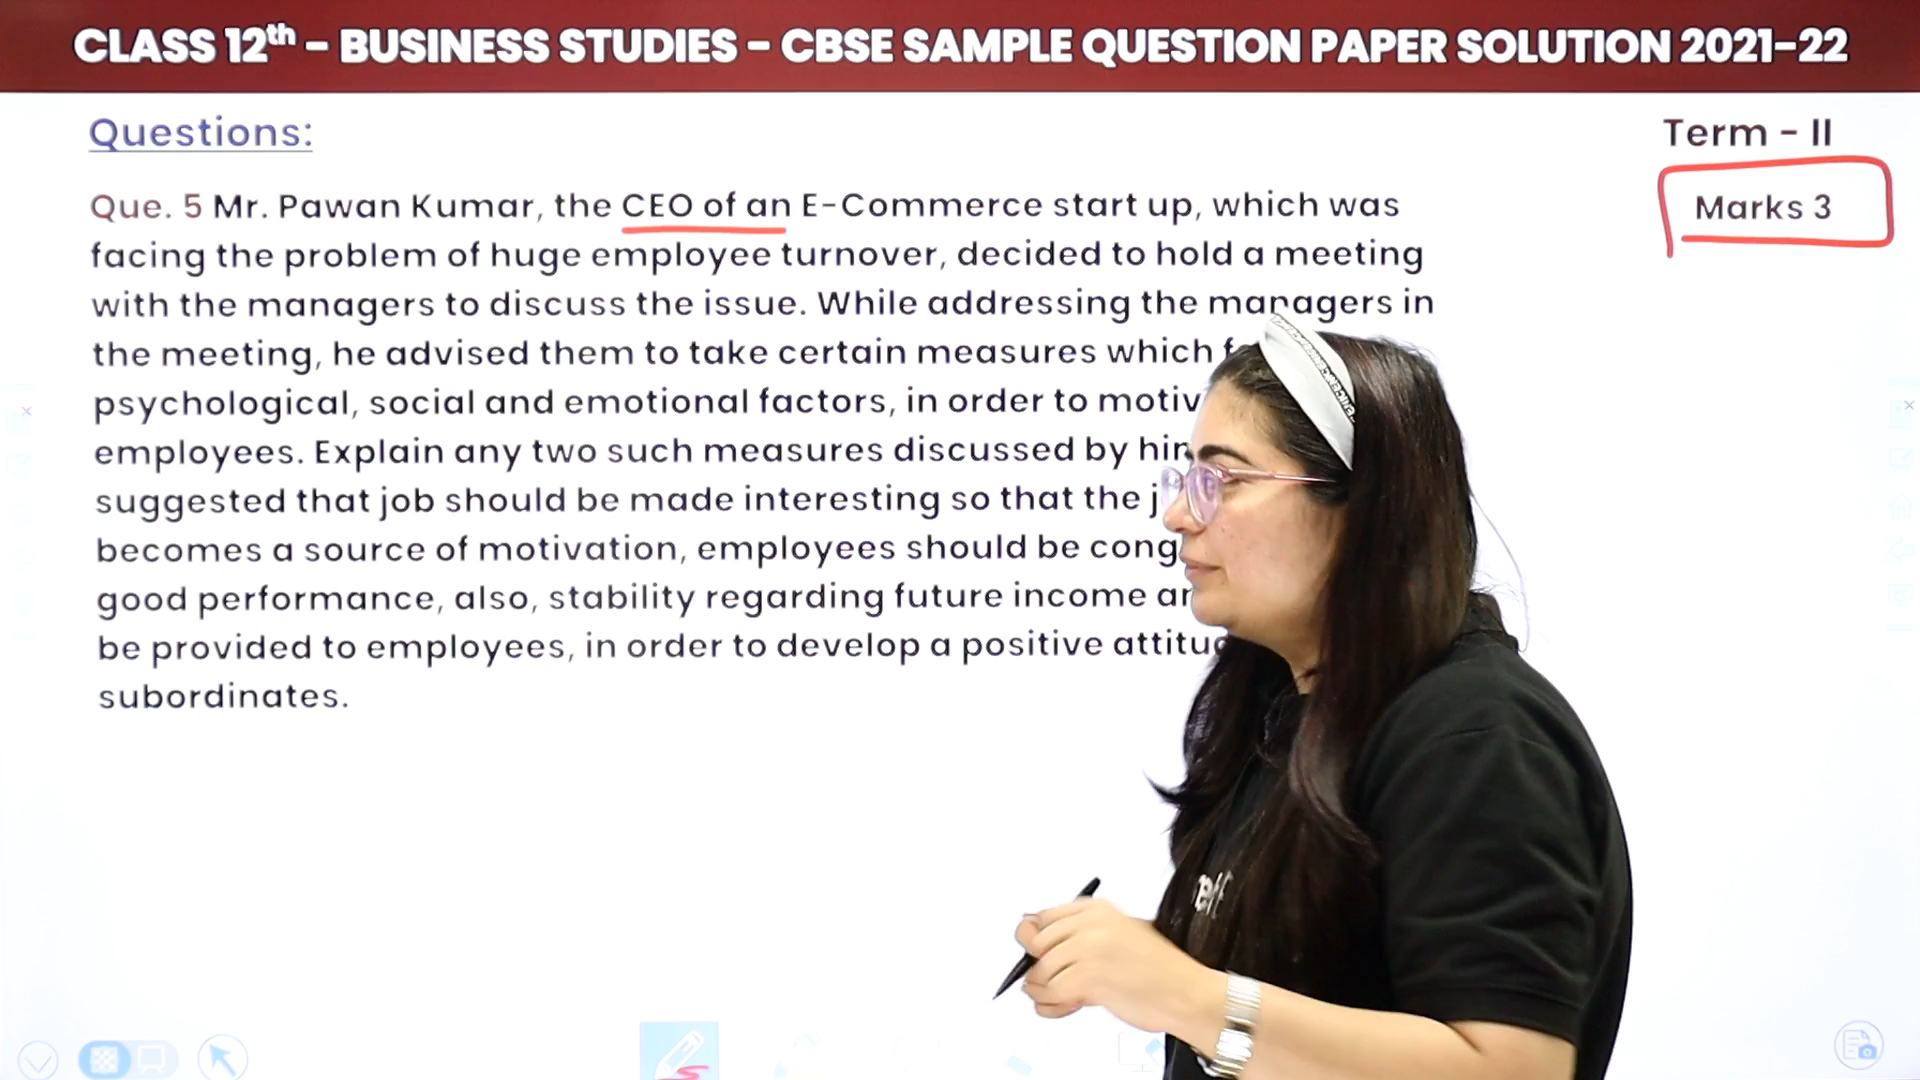 CLASS 12th – BUSINESS STUDIES – CBSE SAMPLE QUESTION PAPER SOLUTION 2021–22
Questions:
Term - II
Marks 3
Que. 5 Mr. Pawan Kumar, the CEO of an E-Commerce start up, which was
facing the problem of huge employee turnover, decided to hold a meeting
with the managers to discuss the issue. While addressing the managers in
the meeting, he advised them to take certain measures which
psychological, social and emotional factors, in order to
employees. Explain any two such measures discussed by
suggested that job should be made interesting so that the
becomes a source of motivation, employees should be
good performance, also, stability regarding future income
be provided to employees, in order to develop a positive
subordinates.